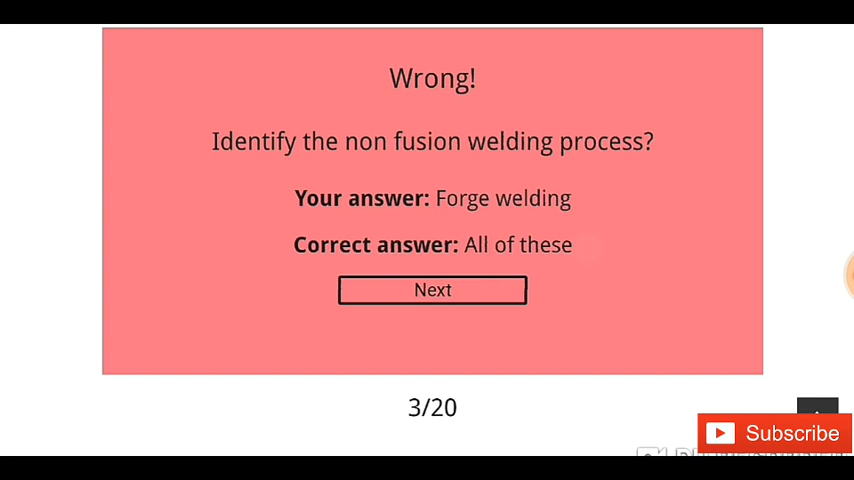 Wrong!
Identify the non fusion welding process?
Your answer: Forge welding
Correct answer: All of these
Next
3/20
Subscribe